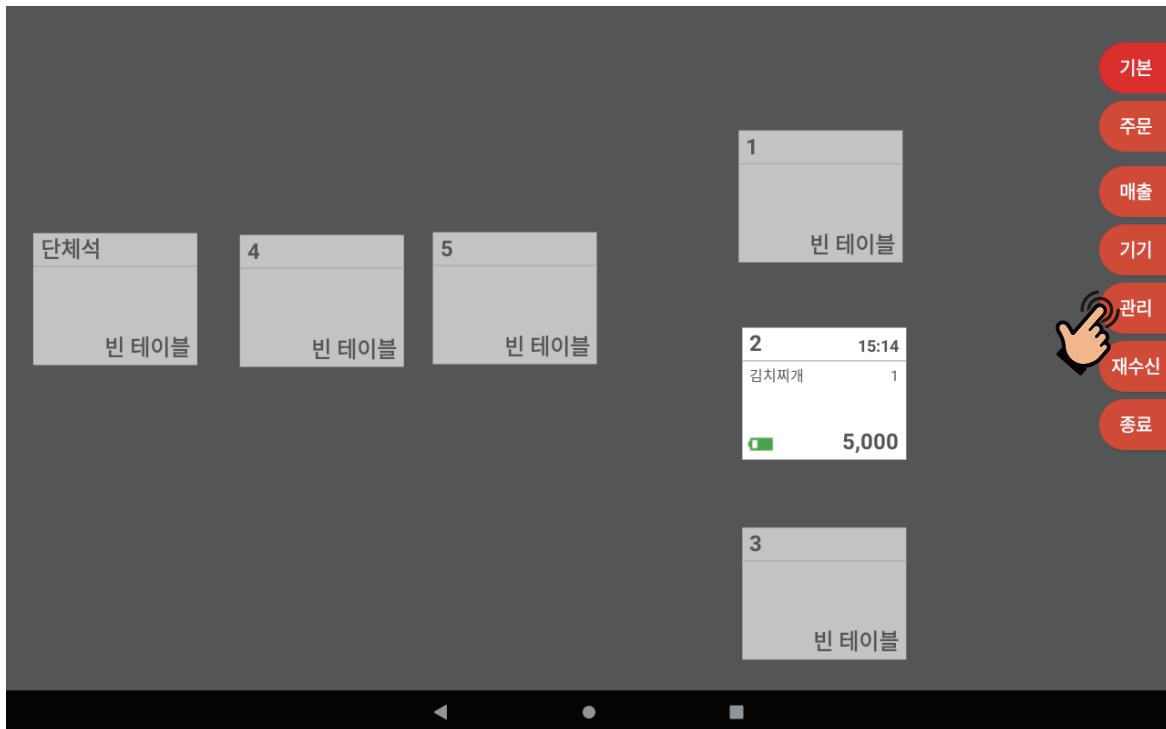 기본
주문
매출
기기
관리
재수신
종료
단체석
빈 테이블
4
빈 테이블
5
빈 테이블
1
빈 테이블
2 15:14
김치찌개 1
5,000
3
빈 테이블